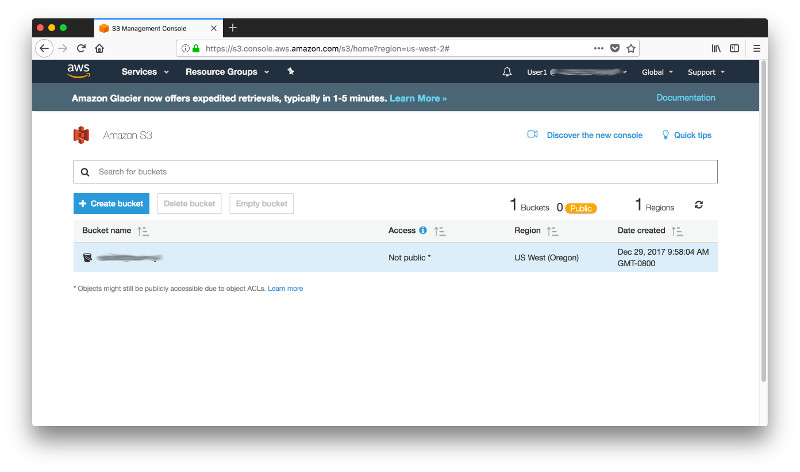 S3 Management Console
https://s3.console.aws.amazon.com/s3/home?region=us-west-2#
aws Services Resource Groups User1 Global Support
Amazon Glacier now offers expedited retrievals, typically in 1-5 minutes. Learn More » Documentation
Amazon S3 Discover the new console Quick tips
Search for buckets
+ Create bucket Delete bucket Empty bucket 1 Buckets 0 Public 1 Regions
Bucket name Access Region Date created
Not public * US West (Oregon) Dec 29, 2017 9:58:04 AM
GMT-0800
* Objects might still be publicly accessible due to object ACLs. Learn more